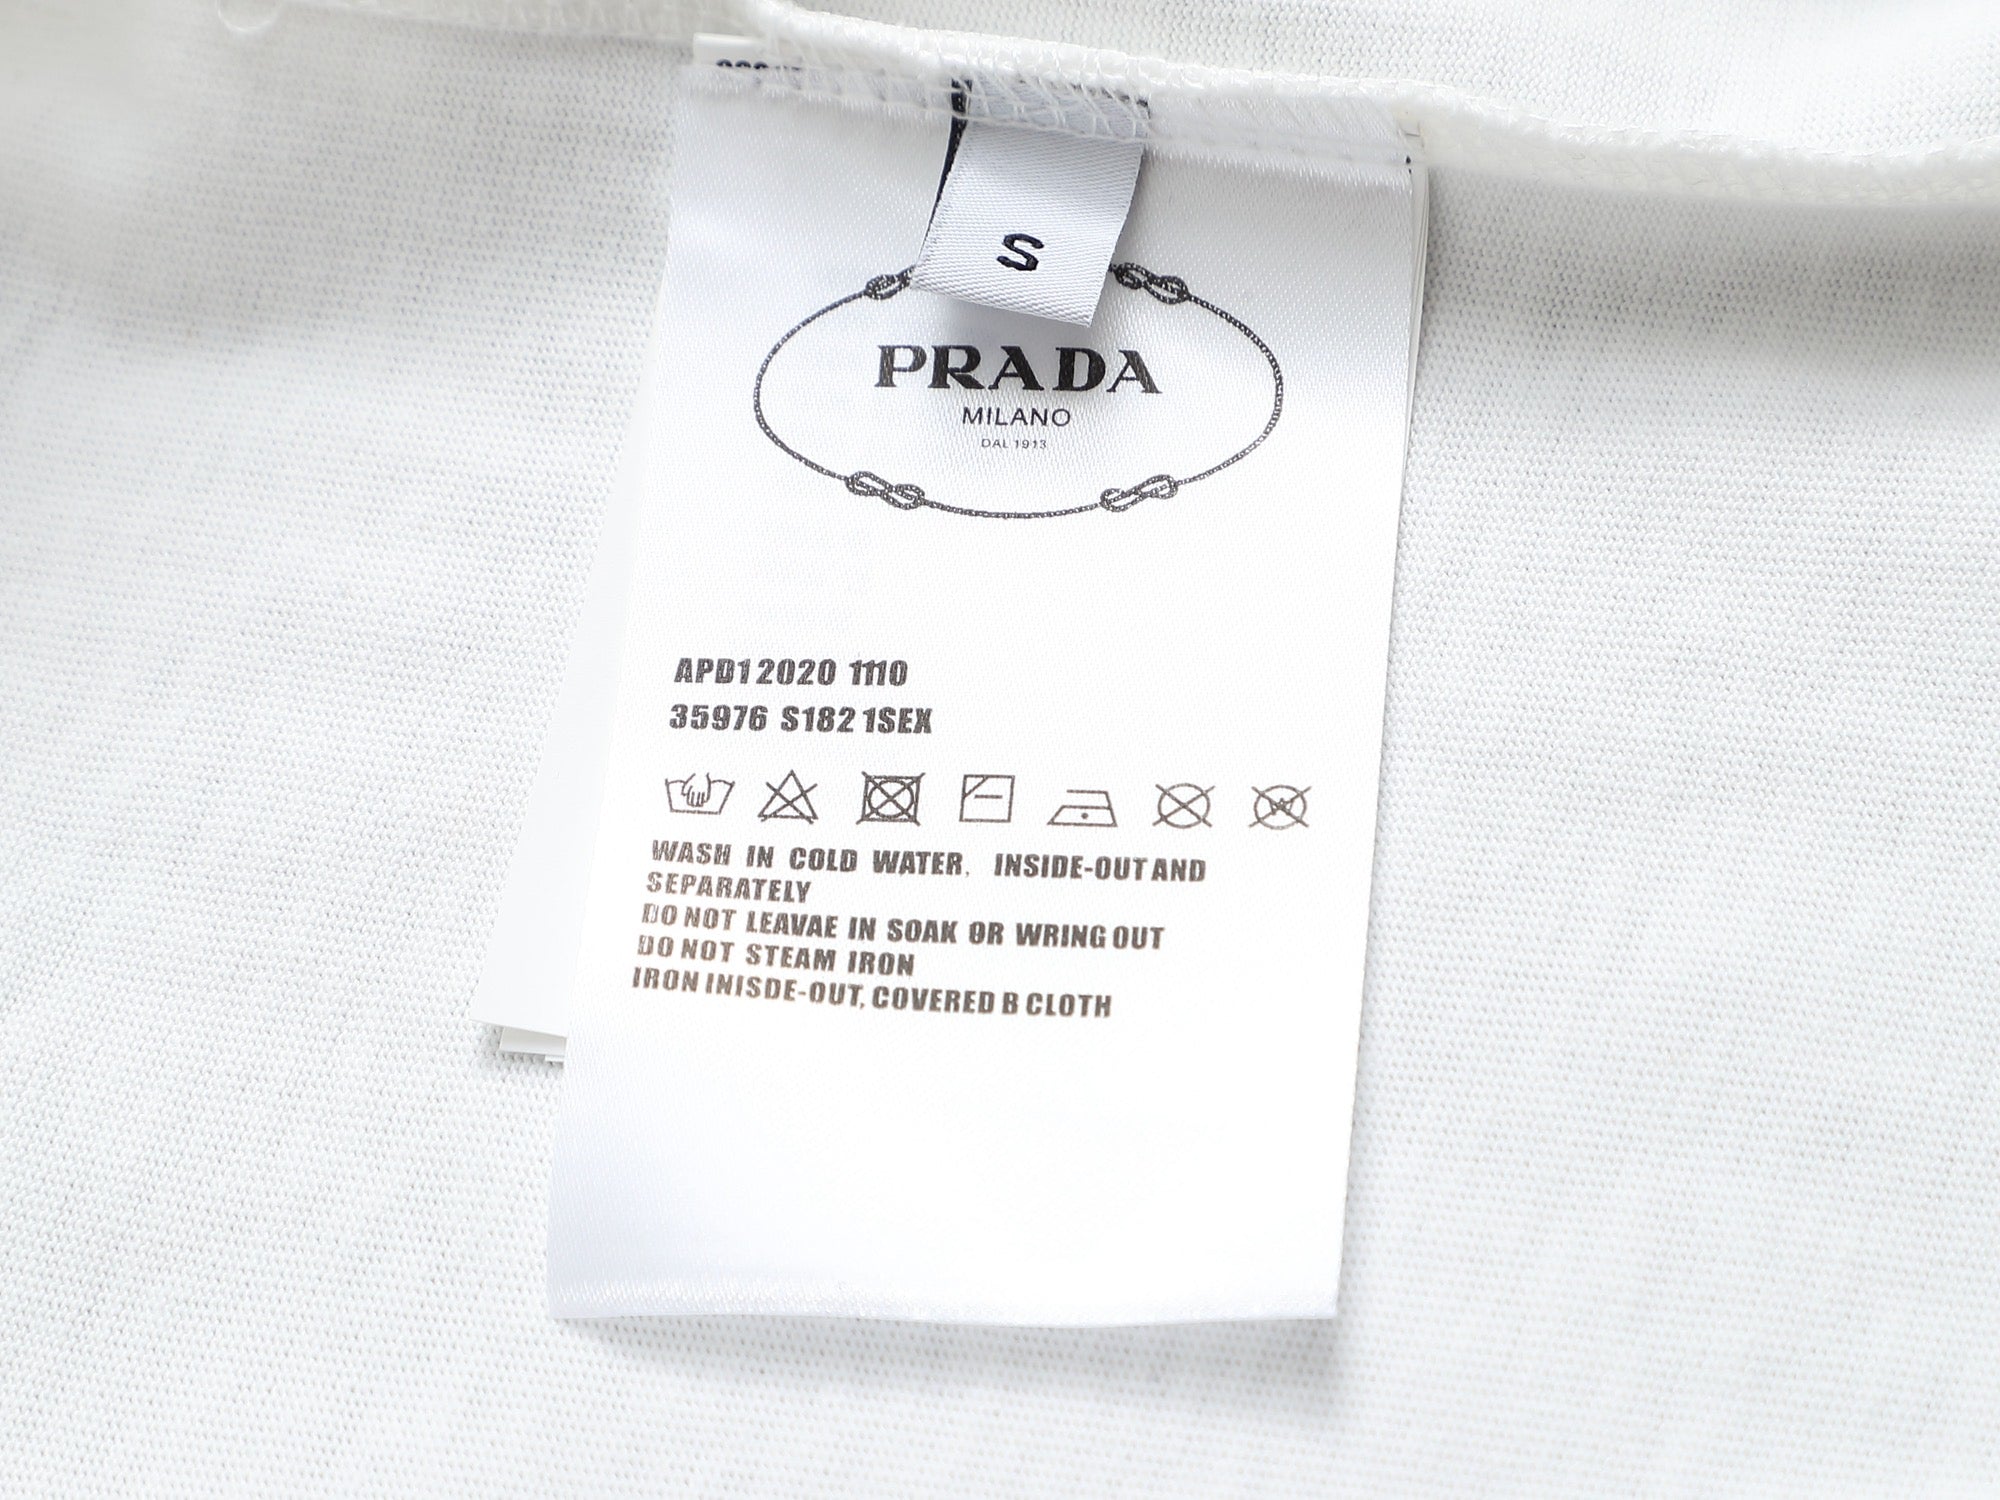 S
PRADA
MILANO
DAL 1913
APD12020 1110
35976 S182 1SEX
WASH IN COLD WATER, INSIDE-OUT AND
SEPARATELY
DO NOT LEAVAE IN SOAK OR WRING OUT
DO NOT STEAM IRON
IRON INISDE-OUT, COVERED B CLOTH